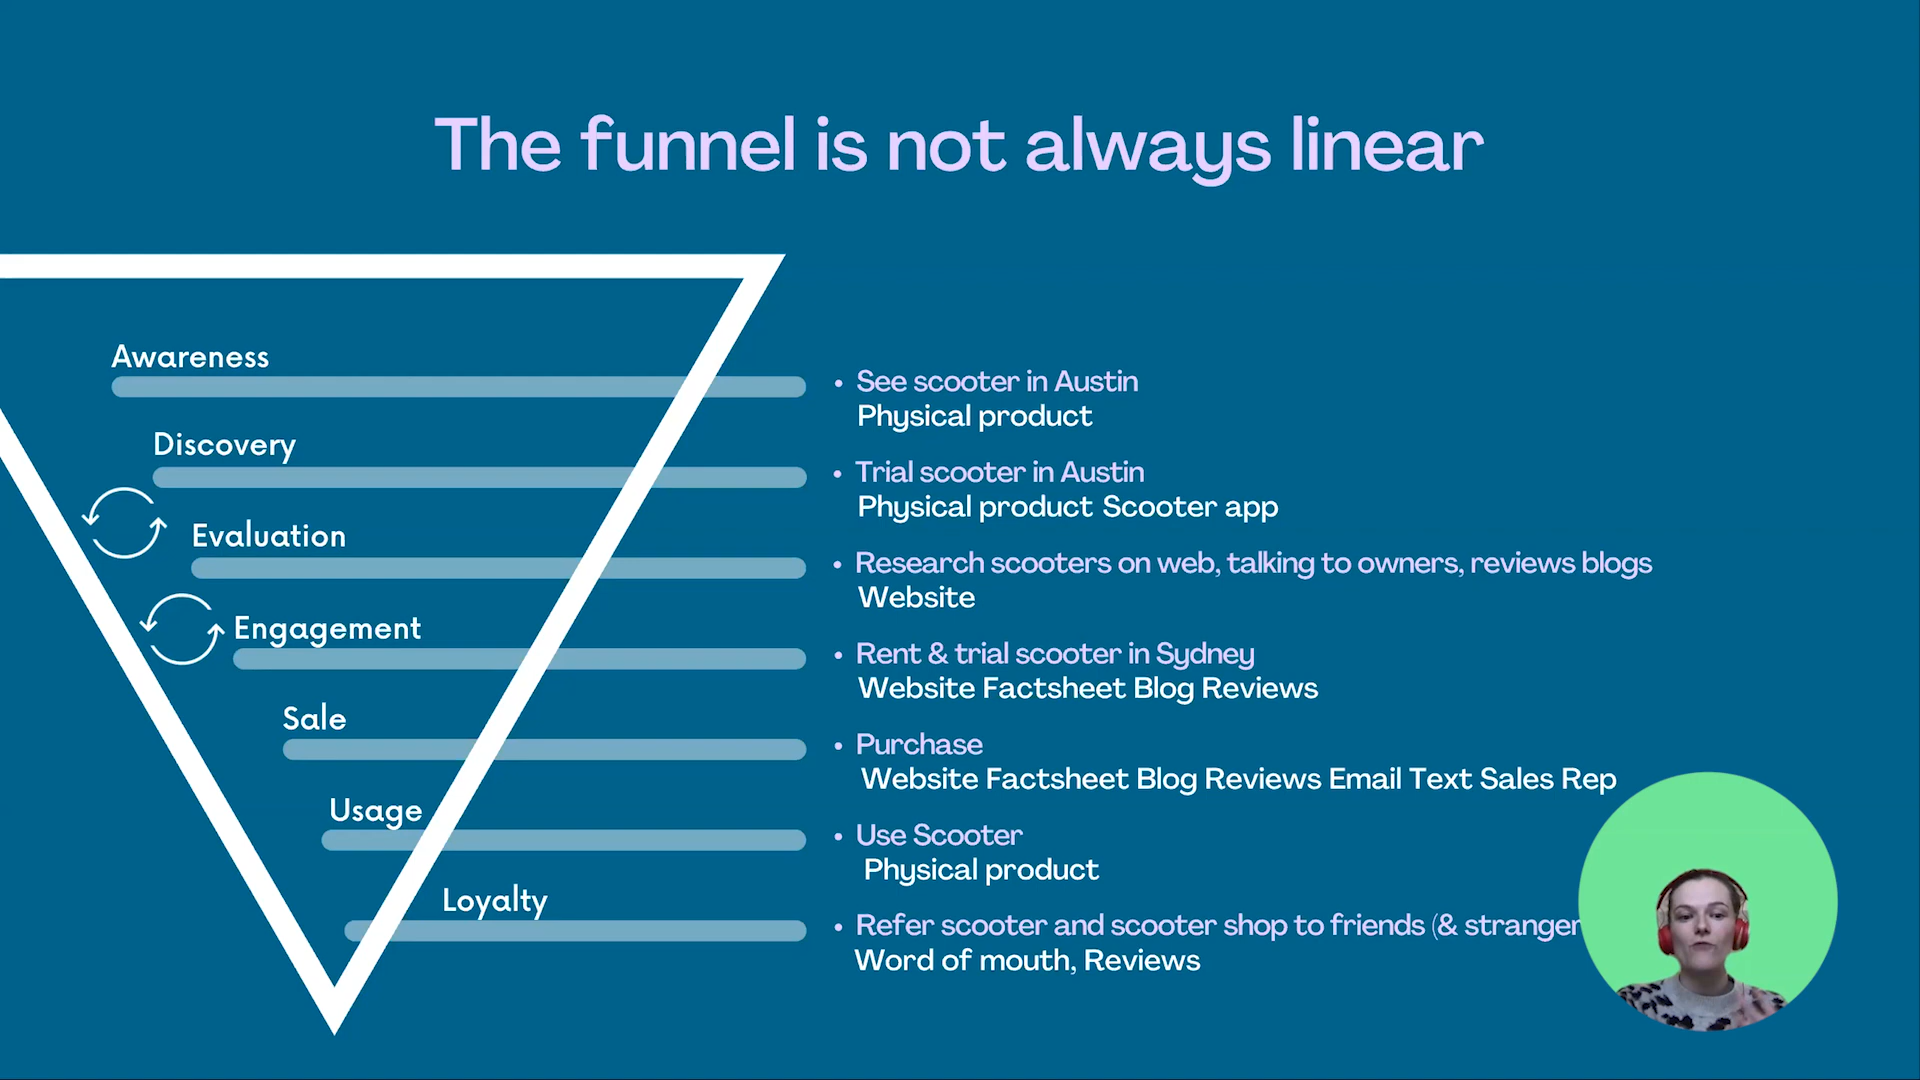 The funnel is not always linear
Awareness
• See scooter in Austin
Physical product
Discovery
• Trial scooter in Austin
Physical product Scooter app
Evaluation
• Research scooters on web, talking to owners, reviews blogs
Website
Engagement
• Rent & trial scooter in Sydney
Website Factsheet Blog Reviews
Sale
• Purchase
Website Factsheet Blog Reviews Email Text Sales Rep
Usage
• Use Scooter
Physical product
Loyalty
• Refer scooter and scooter shop to friends (& stranger
Word of mouth, Reviews